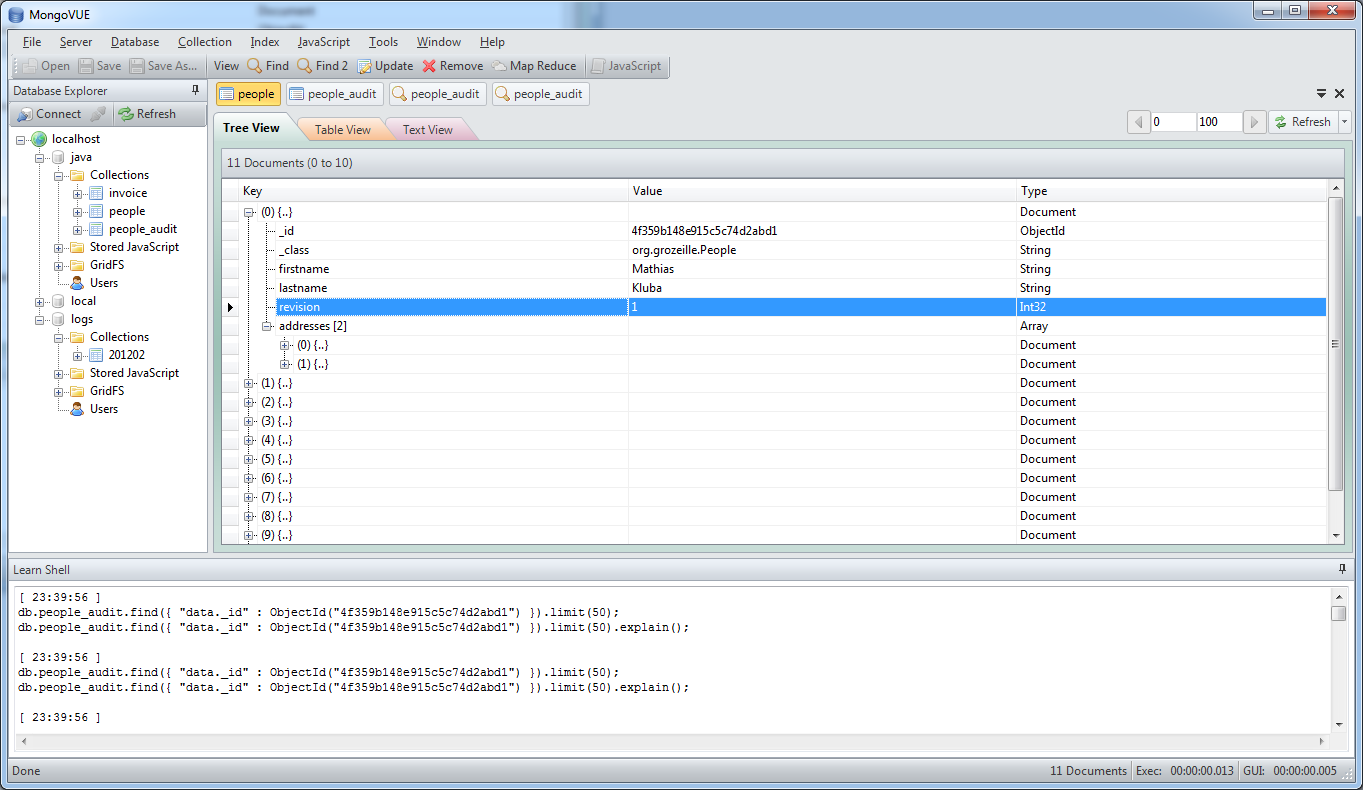 MongoVUE
File Server Database Collection Index JavaScript Tools Window Help
Open Save Save As... View Find Find 2 Update Remove Map Reduce JavaScript
Database Explorer
Connect Refresh
localhost
java
Collections
invoice
people
people_audit
Stored JavaScript
GridFS
Users
local
logs
Collections
201202
Stored JavaScript
GridFS
Users
people people_audit people_audit people_audit
Tree View Table View Text View 0 100 Refresh
11 Documents (0 to 10)
Key Value Type
(0) {..} Document
_id 4f359b148e915c5c74d2abd1 ObjectId
_class org.grozeille.People String
firstname Mathias String
lastname Kluba String
revision 1 Int32
addresses [2] Array
(0) {..} Document
(1) {..} Document
(1) {..} Document
(2) {..} Document
(3) {..} Document
(4) {..} Document
(5) {..} Document
(6) {..} Document
(7) {..} Document
(8) {..} Document
(9) {..} Document
Learn Shell
[ 23:39:56 ]
db.people_audit.find({ "data._id" : ObjectId("4f359b148e915c5c74d2abd1") }).limit(50);
db.people_audit.find({ "data._id" : ObjectId("4f359b148e915c5c74d2abd1") }).limit(50).explain();
[ 23:39:56 ]
db.people_audit.find({ "data._id" : ObjectId("4f359b148e915c5c74d2abd1") }).limit(50);
db.people_audit.find({ "data._id" : ObjectId("4f359b148e915c5c74d2abd1") }).limit(50).explain();
[ 23:39:56 ]
Done 11 Documents Exec: 00:00:00.013 GUI: 00:00:00.005